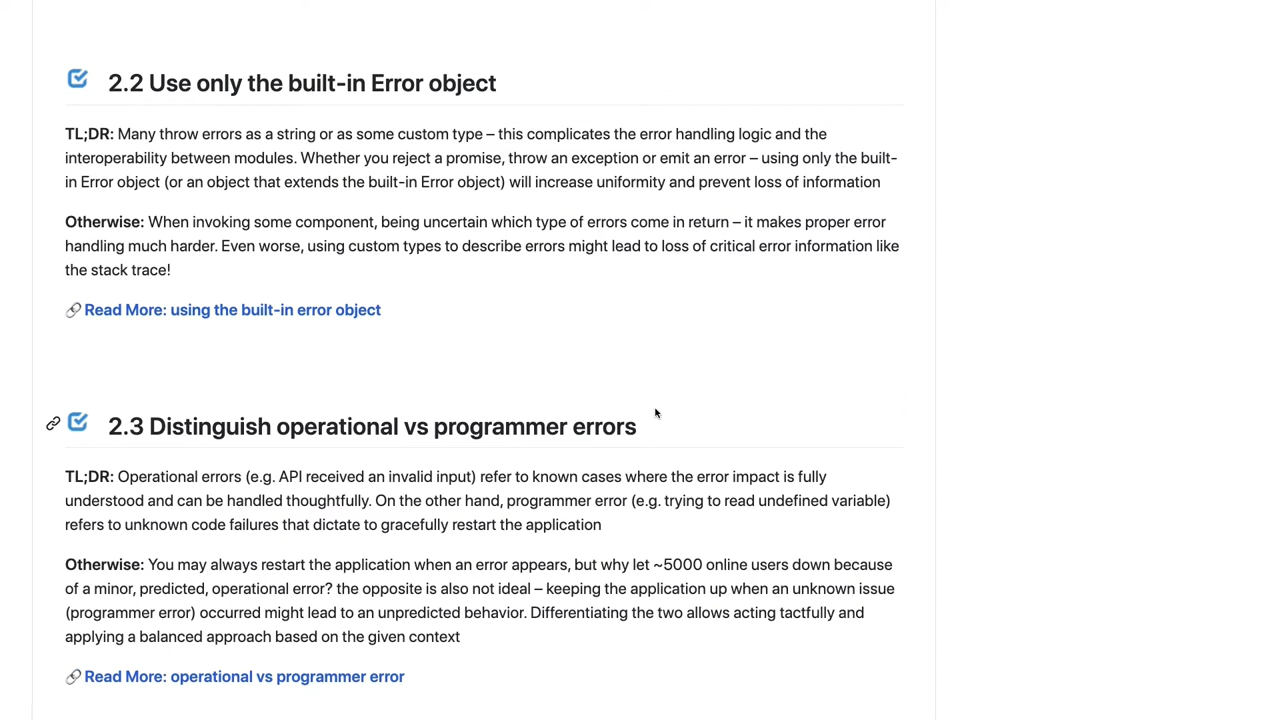 2.2 Use only the built-in Error object
TL;DR: Many throw errors as a string or as some custom type – this complicates the error handling logic and the
interoperability between modules. Whether you reject a promise, throw an exception or emit an error – using only the built-
in Error object (or an object that extends the built-in Error object) will increase uniformity and prevent loss of information
Otherwise: When invoking some component, being uncertain which type of errors come in return – it makes proper error
handling much harder. Even worse, using custom types to describe errors might lead to loss of critical error information like
the stack trace!
Read More: using the built-in error object
2.3 Distinguish operational vs programmer errors
TL;DR: Operational errors (e.g. API received an invalid input) refer to known cases where the error impact is fully
understood and can be handled thoughtfully. On the other hand, programmer error (e.g. trying to read undefined variable)
refers to unknown code failures that dictate to gracefully restart the application
Otherwise: You may always restart the application when an error appears, but why let ~5000 online users down because
of a minor, predicted, operational error? the opposite is also not ideal – keeping the application up when an unknown issue
(programmer error) occurred might lead to an unpredicted behavior. Differentiating the two allows acting tactfully and
applying a balanced approach based on the given context
Read More: operational vs programmer error